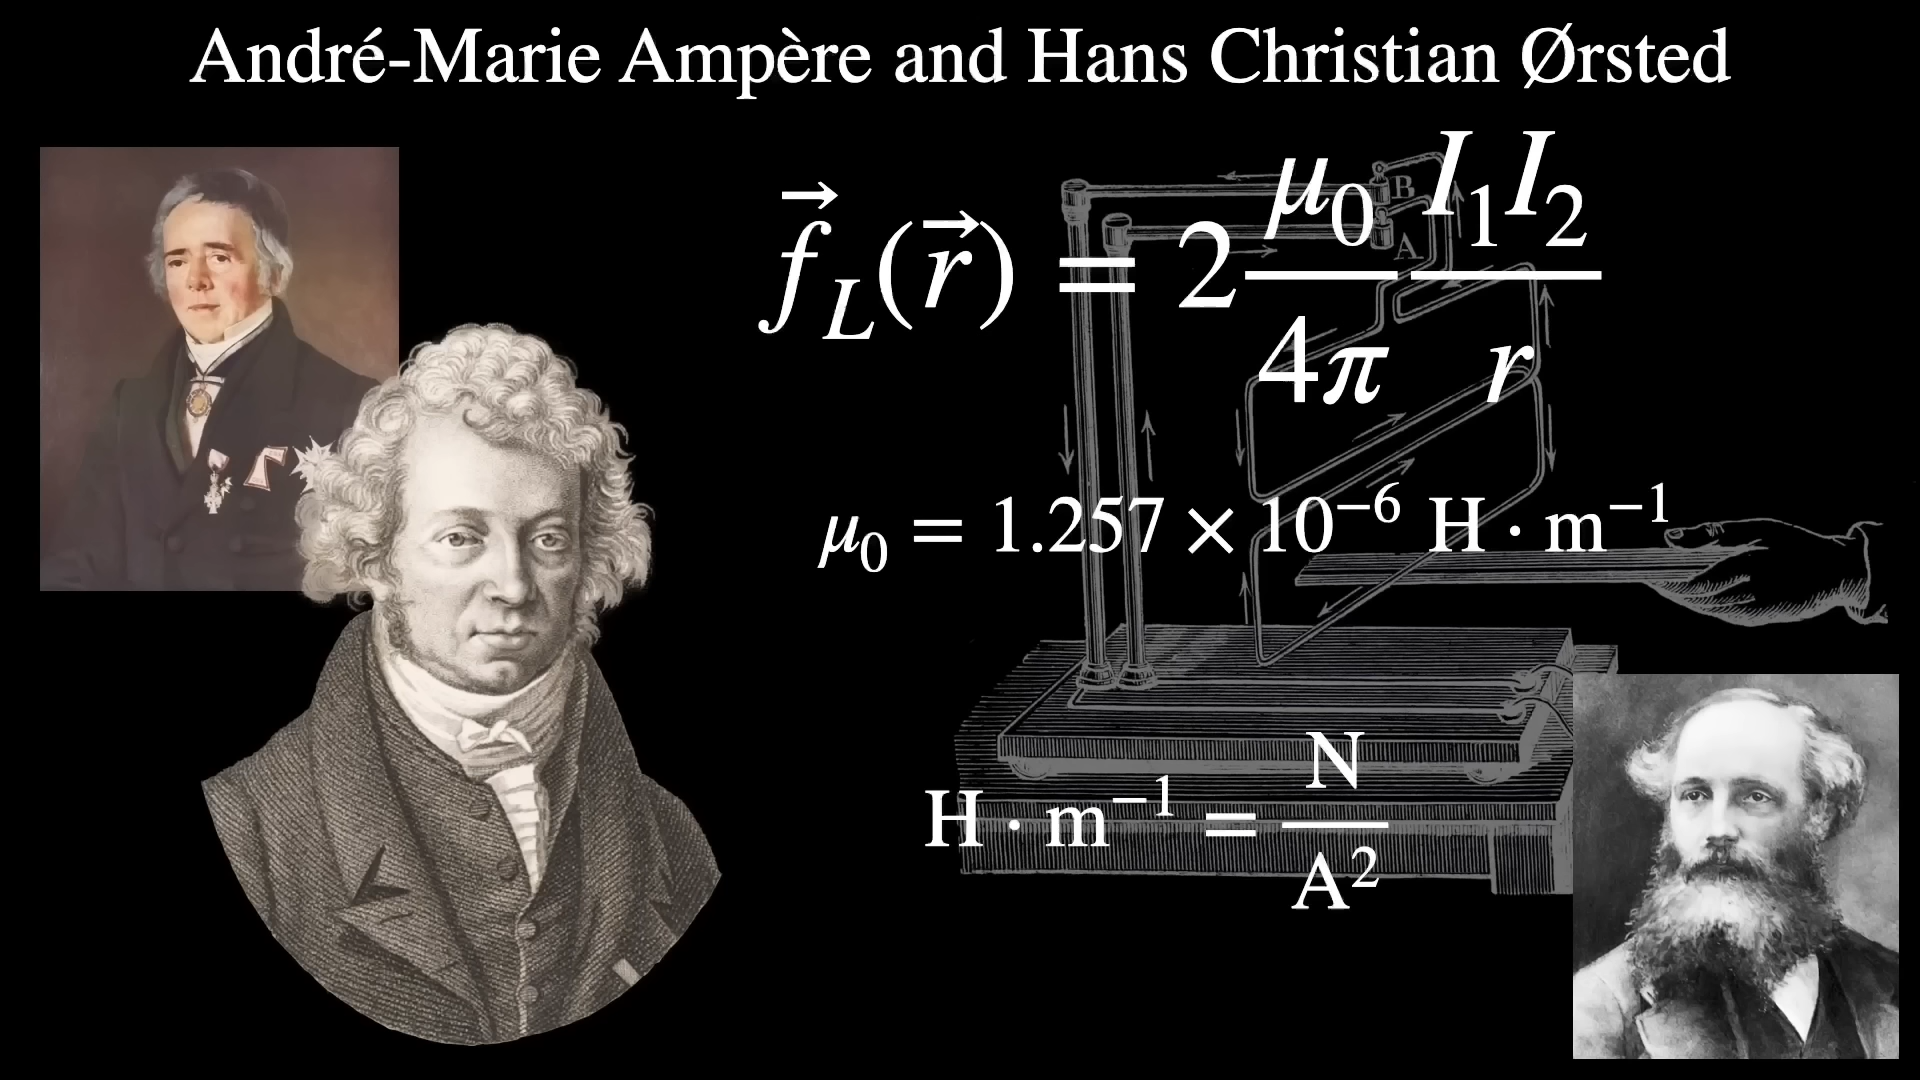 André-Marie Ampère and Hans Christian Ørsted
B
A
f⃗_L(r⃗) = 2 μ₀/4π I₁I₂/r
μ₀ = 1.257 × 10⁻⁶ H · m⁻¹
H · m⁻¹ = N/A²